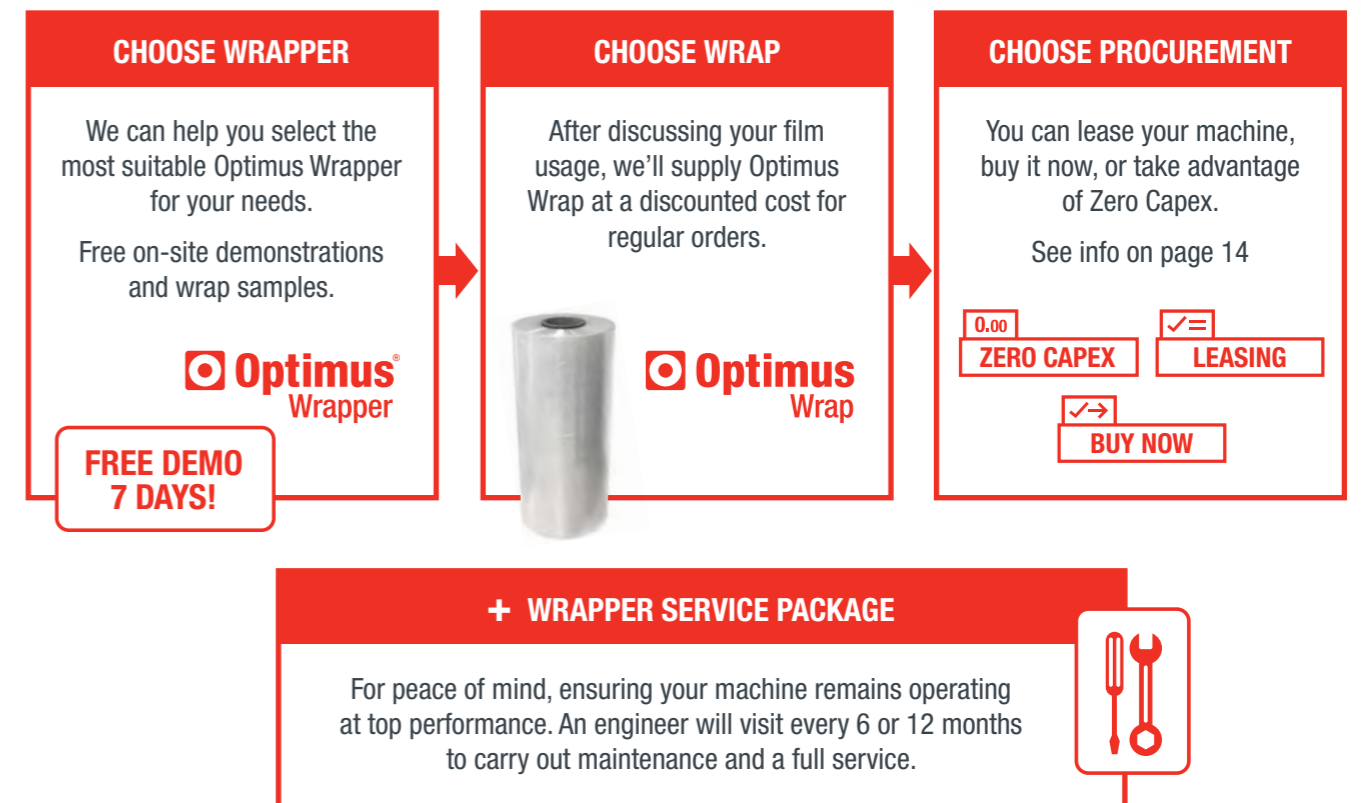 CHOOSE WRAPPER
We can help you select the
most suitable Optimus Wrapper
for your needs.
Free on-site demonstrations
and wrap samples.
Optimus®
Wrapper
FREE DEMO
7 DAYS!
CHOOSE WRAP
After discussing your film
usage, we’ll supply Optimus
Wrap at a discounted cost for
regular orders.
Optimus
Wrap
CHOOSE PROCUREMENT
You can lease your machine,
buy it now, or take advantage
of Zero Capex.
See info on page 14
0.00
ZERO CAPEX
LEASING
BUY NOW
+ WRAPPER SERVICE PACKAGE
For peace of mind, ensuring your machine remains operating
at top performance. An engineer will visit every 6 or 12 months
to carry out maintenance and a full service.